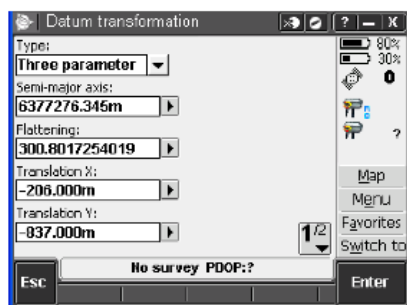 Datum transformation
? – X
Type:
Three parameter
Semi-major axis:
6377276.345m
Flattening:
300.8017254019
Translation X:
-206.000m
Translation Y:
-837.000m
1/2
80%
30%
0
?
Map
Menu
Favorites
Switch to
No survey PDOP:?
Esc
Enter